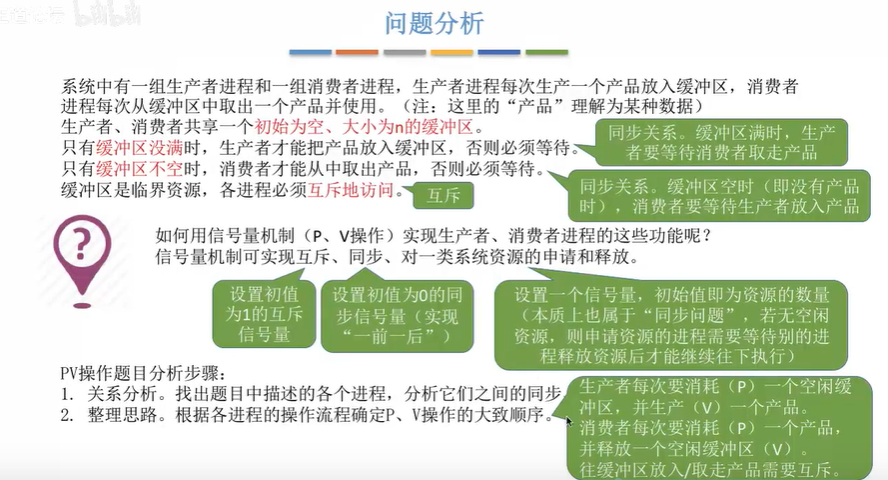 bilibili
问题分析
系统中有一组生产者进程和一组消费者进程，生产者进程每次生产一个产品放入缓冲区，消费者
进程每次从缓冲区中取出一个产品并使用。（注：这里的“产品”理解为某种数据）
生产者、消费者共享一个初始为空、大小为n的缓冲区。
只有缓冲区没满时，生产者才能把产品放入缓冲区，否则必须等待。
同步关系。缓冲区满时，生产
者要等待消费者取走产品
只有缓冲区不空时，消费者才能从中取出产品，否则必须等待。
同步关系。缓冲区空时（即没有产品
时），消费者要等待生产者放入产品
缓冲区是临界资源，各进程必须互斥地访问。
互斥
?
如何用信号量机制（P、V操作）实现生产者、消费者进程的这些功能呢？
信号量机制可实现互斥、同步、对一类系统资源的申请和释放。
设置初值
为1的互斥
信号量
设置初值为0的同
步信号量（实现
“一前一后”）
设置一个信号量，初始值即为资源的数量
（本质上也属于“同步问题”，若无空闲
资源，则申请资源的进程需要等待别的进
程释放资源后才能继续往下执行）
PV操作题目分析步骤：
1. 关系分析。找出题目中描述的各个进程，分析它们之间的同步
2. 整理思路。根据各进程的操作流程确定P、V操作的大致顺序。
生产者每次要消耗（P）一个空闲缓
冲区，并生产（V）一个产品。
消费者每次要消耗（P）一个产品，
并释放一个空闲缓冲区（V）。
往缓冲区放入/取走产品需要互斥。